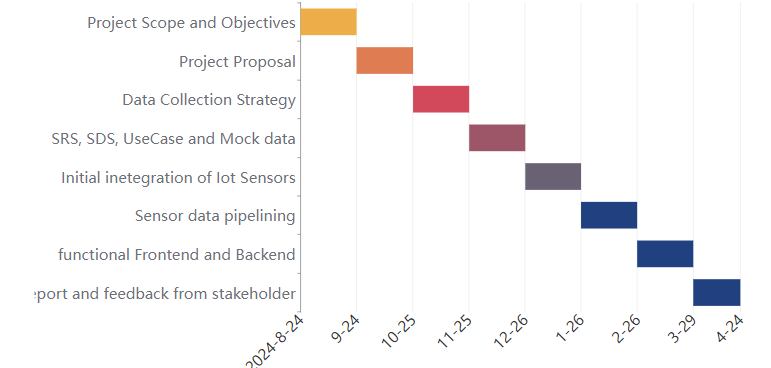 Project Scope and Objectives
Project Proposal
Data Collection Strategy
SRS, SDS, UseCase and Mock data
Initial inetegration of Iot Sensors
Sensor data pipelining
functional Frontend and Backend
port and feedback from stakeholder
2024-8-24 9-24 10-25 11-25 12-26 1-26 2-26 3-29 4-24